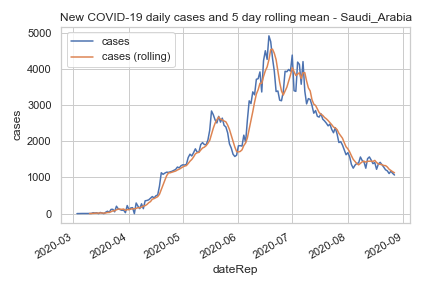 New COVID-19 daily cases and 5 day rolling mean - Saudi_Arabia
cases
cases (rolling)
5000
4000
3000
2000
1000
0
cases
2020-03
2020-04
2020-05
2020-06
2020-07
2020-08
2020-09
dateRep